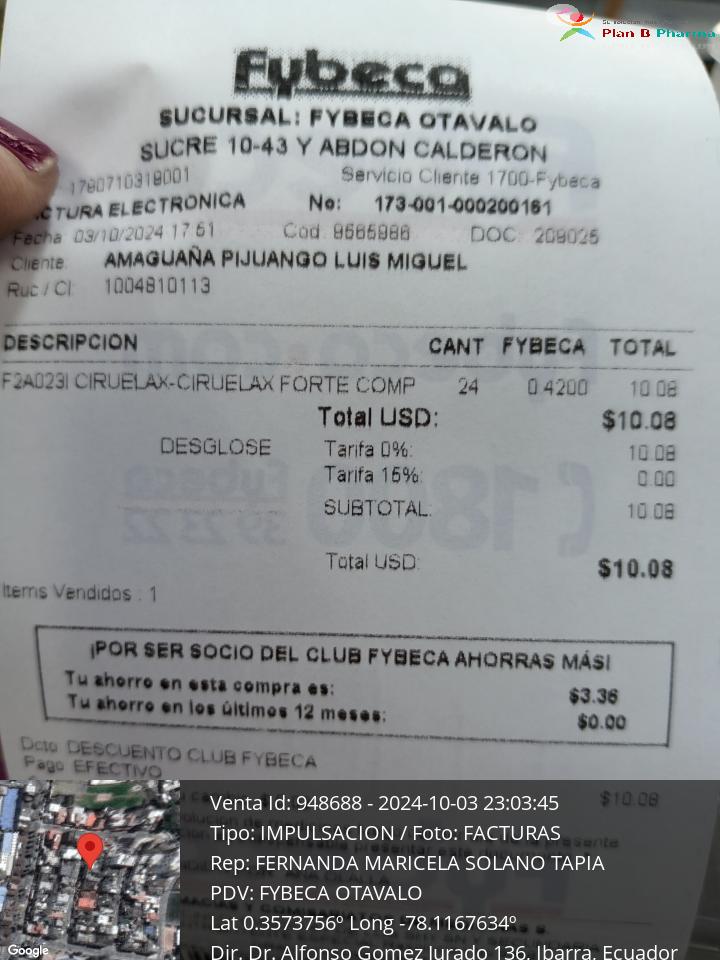 Plan B Pharma
Fybeca
SUCURSAL: FYBECA OTAVALO
SUCRE 10-43 Y ABDON CALDERON
1790710319001 Servicio Cliente 1700-Fybeca
CTURA ELECTRONICA No: 173-001-000200161
Fecha 03/10/2024 17:51 Cod DOC: 209025
Cliente: AMAGUAÑA PIJUANGO LUIS MIGUEL
Ruc / CI: 1004810113
DESCRIPCION CANT FYBECA TOTAL
F2A023I CIRUELAX-CIRUELAX FORTE COMP 24 0.4200 10.08
Total USD: $10.08
DESGLOSE Tarifa 0%: 10.08
Tarifa 15%: 0.00
SUBTOTAL: 10.08
Total USD: $10.08
Items Vendidos : 1
¡POR SER SOCIO DEL CLUB FYBECA AHORRAS MÁS!
Tu ahorro en esta compra es: $3.36
Tu ahorro en los últimos 12 meses: $0.00
Dcto DESCUENTO CLUB FYBECA
Pago EFECTIVO
$10.08
Venta Id: 948688 - 2024-10-03 23:03:45
Tipo: IMPULSACION / Foto: FACTURAS
Rep: FERNANDA MARICELA SOLANO TAPIA
PDV: FYBECA OTAVALO
Lat 0.3573756º Long -78.1167634º
Dir. Dr. Alfonso Gomez Jurado 136, Ibarra, Ecuador
Google